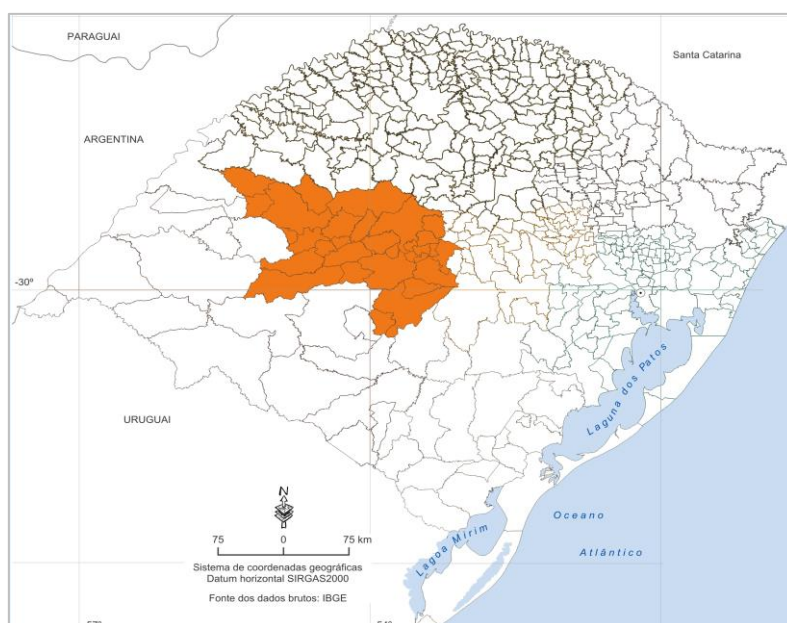 PARAGUAI
Santa Catarina
ARGENTINA
-30º
Laguna dos Patos
URUGUAI
N
75 0 75 km
Oceano
Atlântico
Lagoa Mirim
Sistema de coordenadas geográficas
Datum horizontal SIRGAS2000
Fonte dos dados brutos: IBGE